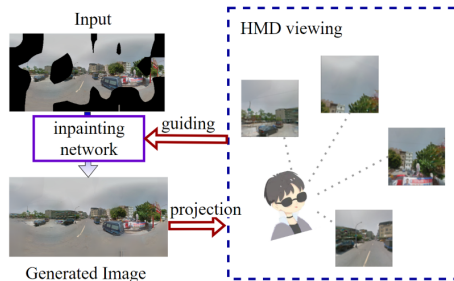 Input
HMD viewing
guiding
inpainting
network
projection
Generated Image